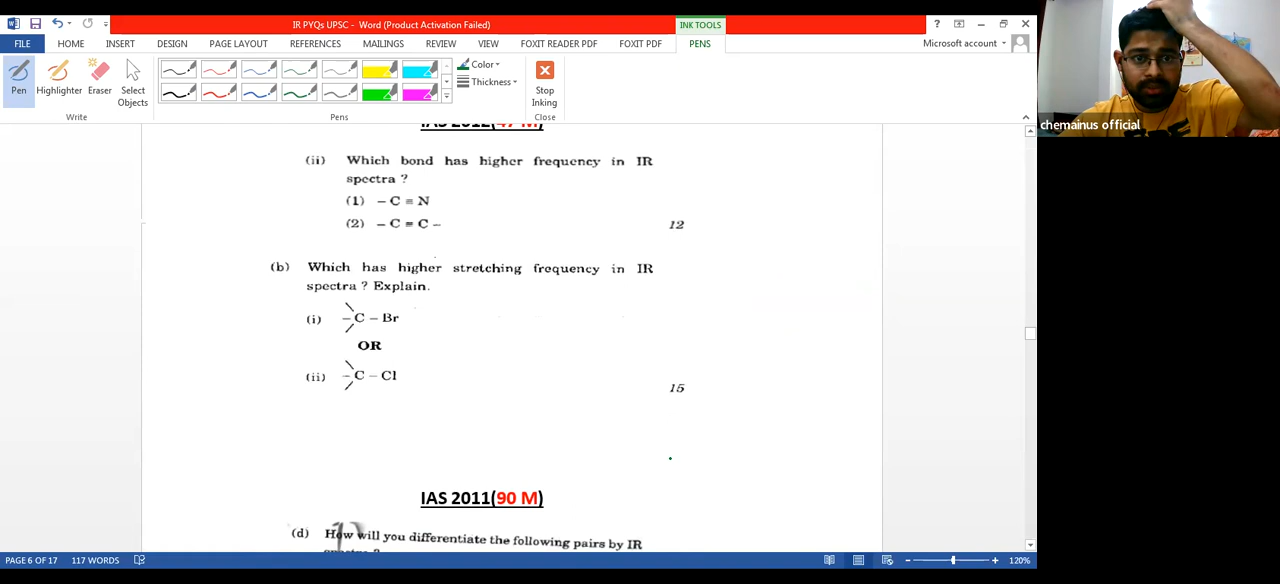 IR PYQs UPSC - Word (Product Activation Failed)
INK TOOLS
FILE HOME INSERT DESIGN PAGE LAYOUT REFERENCES MAILINGS REVIEW VIEW FOXIT READER PDF FOXIT PDF PENS
Microsoft account
Pen Highlighter Eraser Select Objects
Color
Thickness
Stop Inking
Write
Pens
Close
chemainus official
IAS 2012(47 M)
(ii) Which bond has higher frequency in IR
spectra ?
(1) – C ≡ N
(2) – C ≡ C –
12
(b) Which has higher stretching frequency in IR
spectra ? Explain.
(i) – C – Br
OR
(ii) – C – Cl
15
IAS 2011(90 M)
(d) How will you differentiate the following pairs by IR
spectra ?
PAGE 6 OF 17 117 WORDS
120%